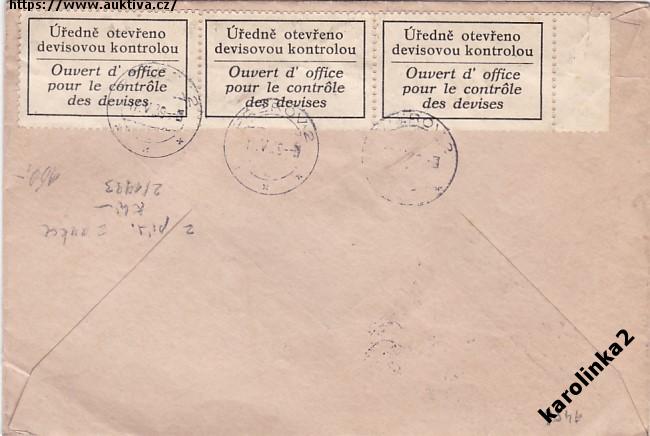 https://www.auktiva.cz/
Úředně otevřeno
devisovou kontrolou
Ouvert d' office
pour le contrôle
des devises
Úředně otevřeno
devisovou kontrolou
Ouvert d' office
pour le contrôle
des devises
Úředně otevřeno
devisovou kontrolou
Ouvert d' office
pour le contrôle
des devises
karolinka2